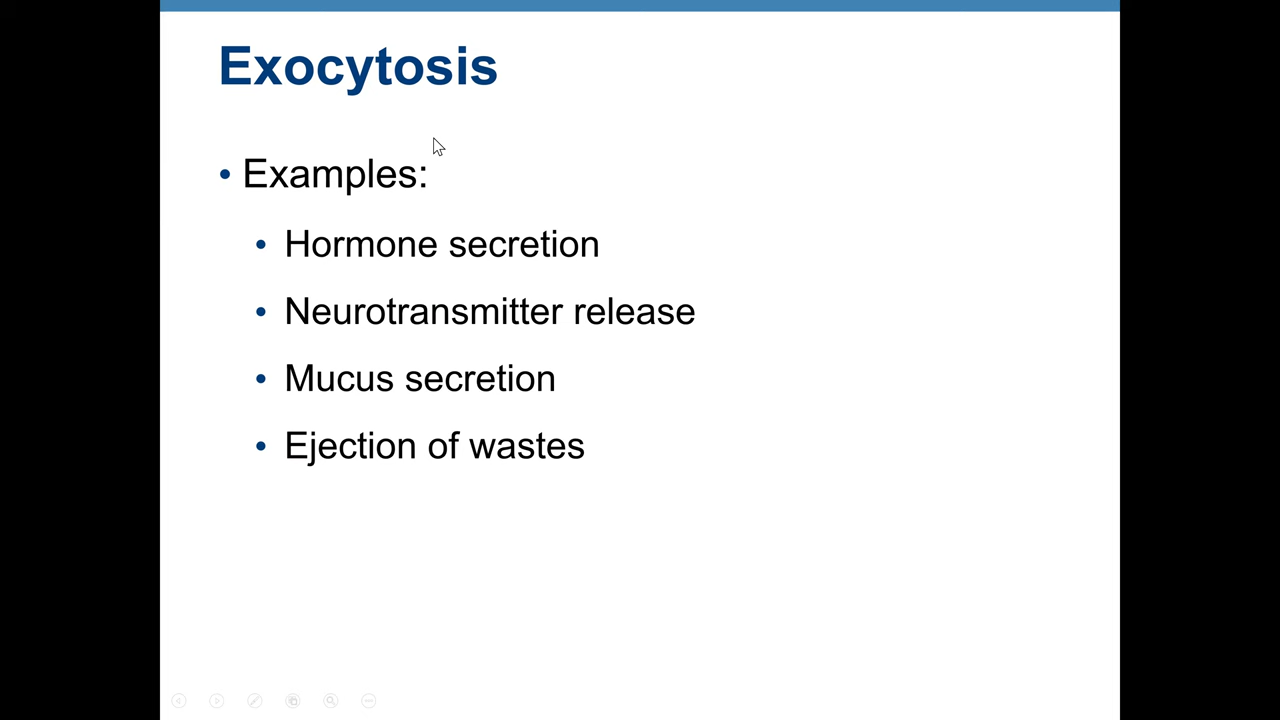 Exocytosis
• Examples:
• Hormone secretion
• Neurotransmitter release
• Mucus secretion
• Ejection of wastes